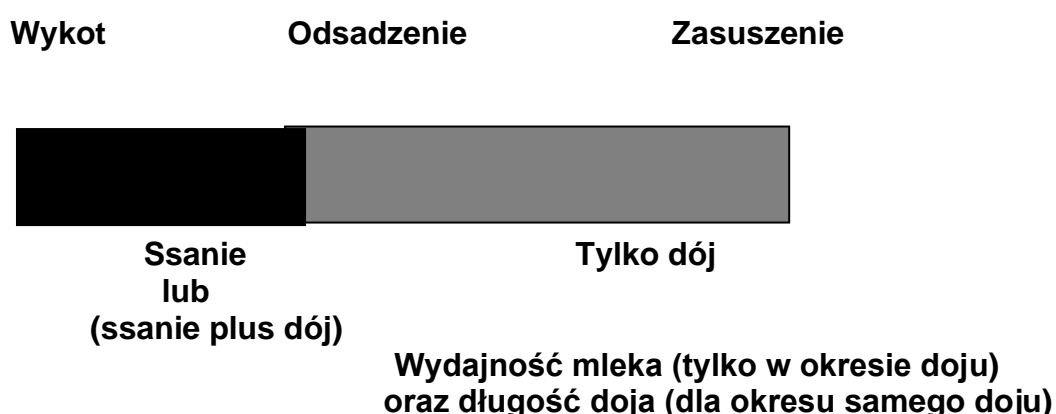 Wykot Odsadzenie Zasuszenie
Ssanie Tylko dój
lub
(ssanie plus dój)
Wydajność mleka (tylko w okresie doju)
oraz długość doja (dla okresu samego doju)